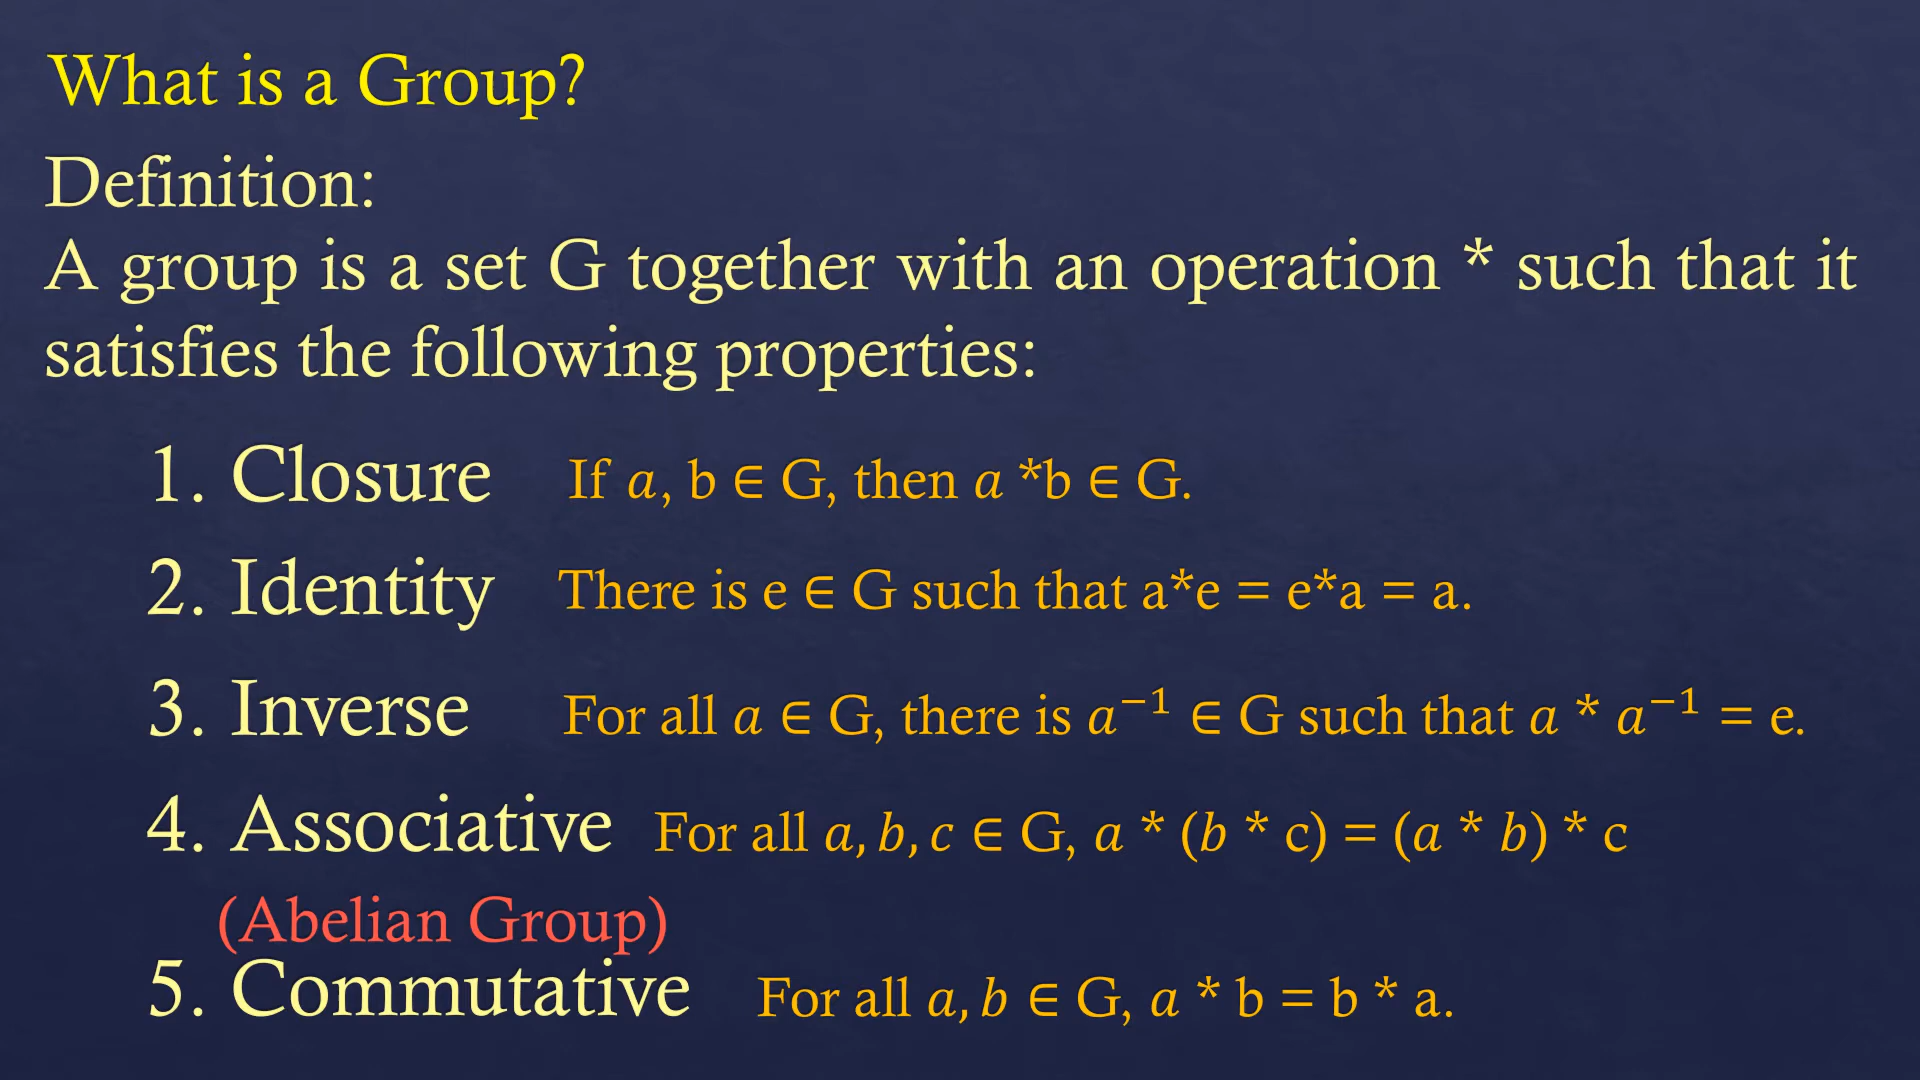 What is a Group?
Definition:
A group is a set G together with an operation * such that it
satisfies the following properties:
1. Closure If a, b ∈ G, then a *b ∈ G.
2. Identity There is e ∈ G such that a*e = e*a = a.
3. Inverse For all a ∈ G, there is a⁻¹ ∈ G such that a * a⁻¹ = e.
4. Associative For all a, b, c ∈ G, a * (b * c) = (a * b) * c
(Abelian Group)
5. Commutative For all a, b ∈ G, a * b = b * a.